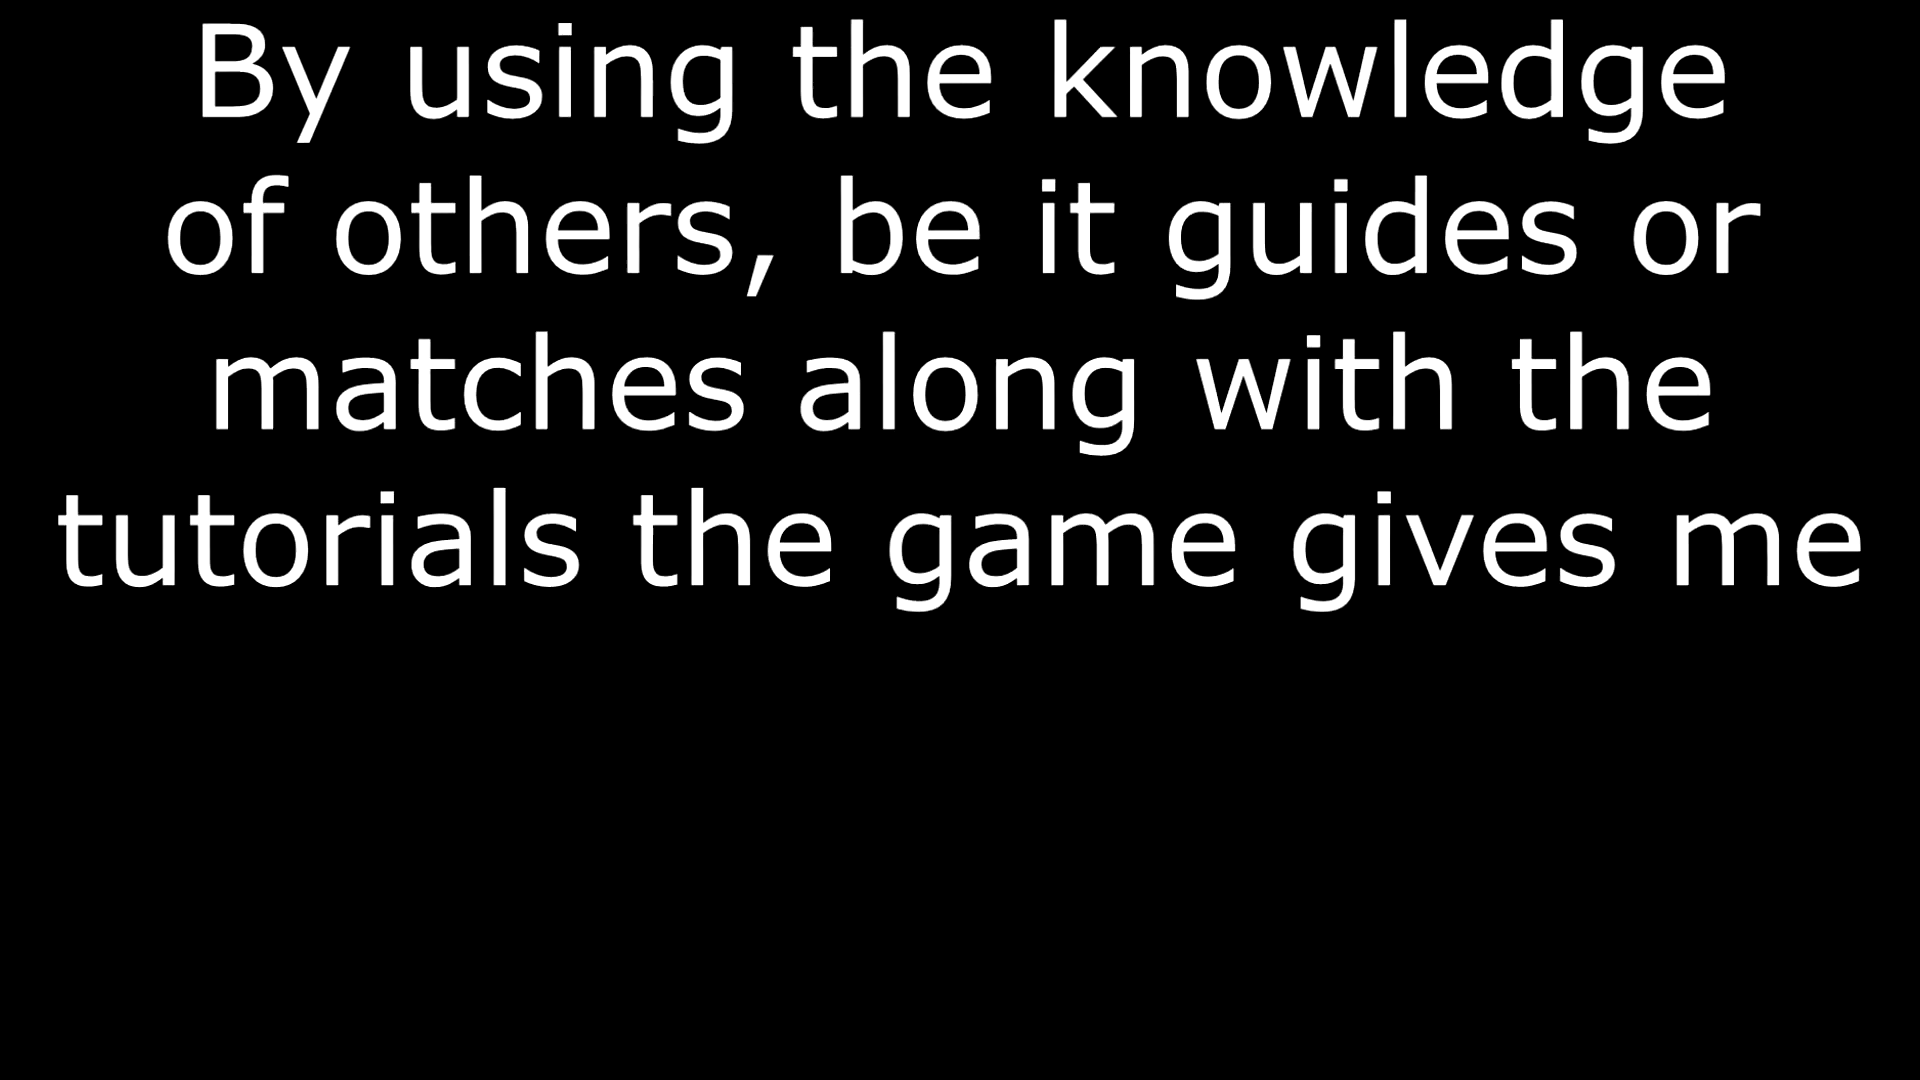 By using the knowledge
of others, be it guides or
matches along with the
tutorials the game gives me